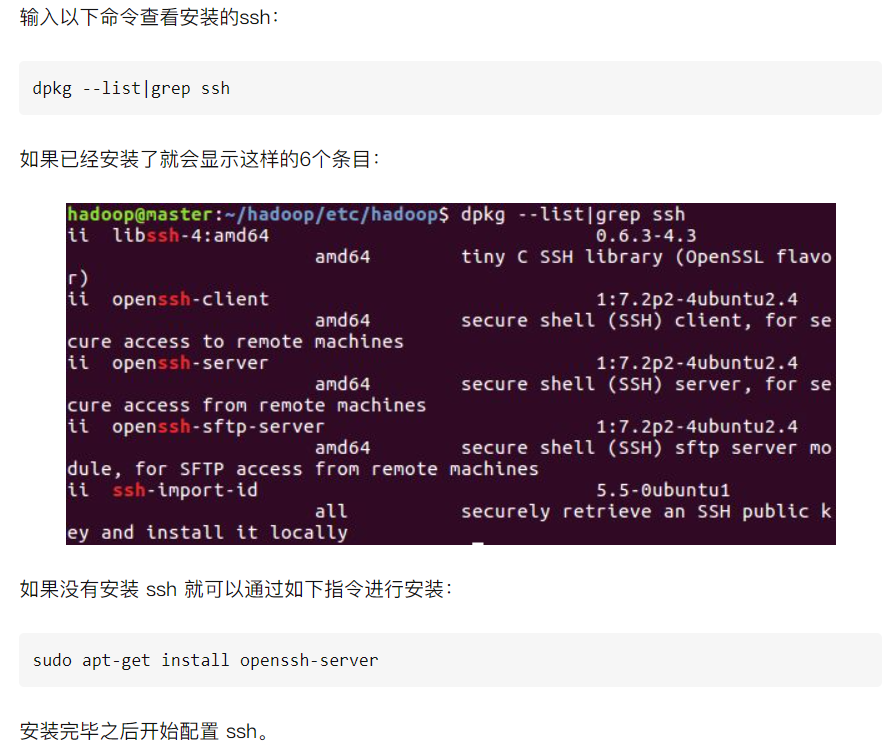 输入以下命令查看安装的ssh：
dpkg --list|grep ssh
如果已经安装了就会显示这样的6个条目：
hadoop@master:~/hadoop/etc/hadoop$ dpkg --list|grep ssh
ii  libssh-4:amd64                             0.6.3-4.3
                      amd64        tiny C SSH library (OpenSSL flavo
r)
ii  openssh-client                             1:7.2p2-4ubuntu2.4
                      amd64        secure shell (SSH) client, for se
cure access to remote machines
ii  openssh-server                             1:7.2p2-4ubuntu2.4
                      amd64        secure shell (SSH) server, for se
cure access from remote machines
ii  openssh-sftp-server                        1:7.2p2-4ubuntu2.4
                      amd64        secure shell (SSH) sftp server mo
dule, for SFTP access from remote machines
ii  ssh-import-id                              5.5-0ubuntu1
                      all          securely retrieve an SSH public k
ey and install it locally
如果没有安装 ssh 就可以通过如下指令进行安装：
sudo apt-get install openssh-server
安装完毕之后开始配置 ssh。